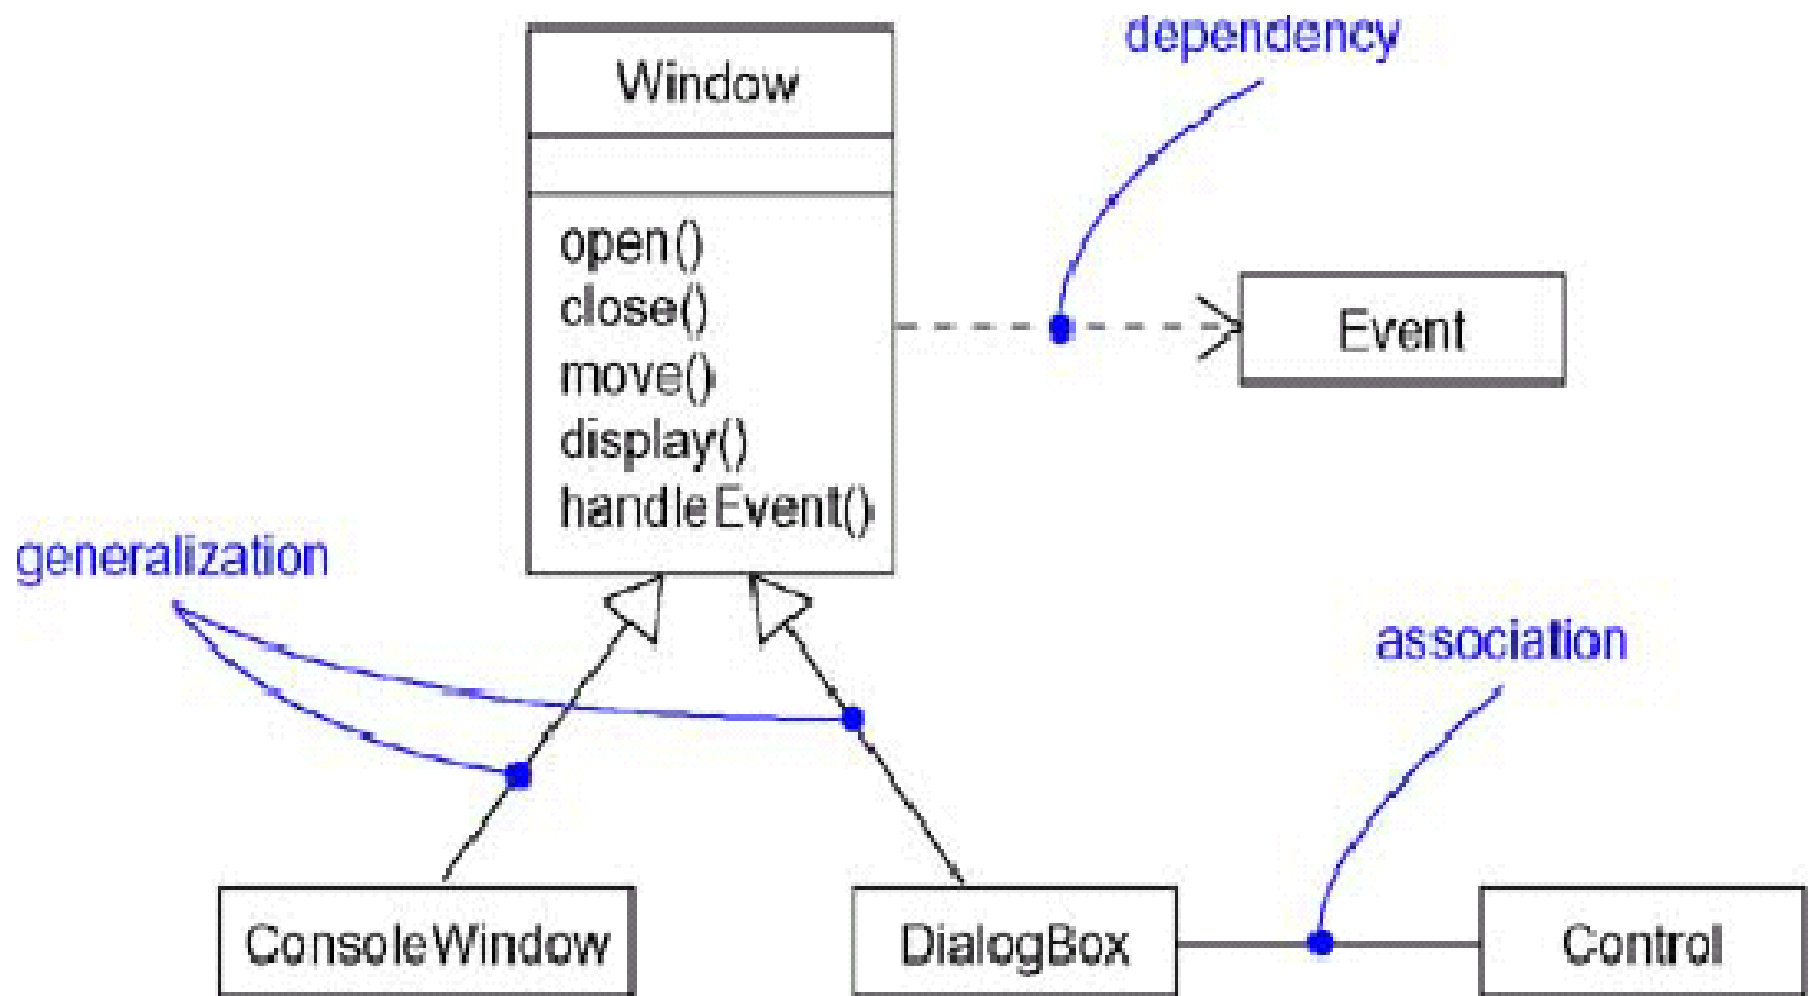 dependency
Window
open()
close()
move()
display()
handleEvent()
Event
generalization
association
ConsoleWindow
DialogBox
Control